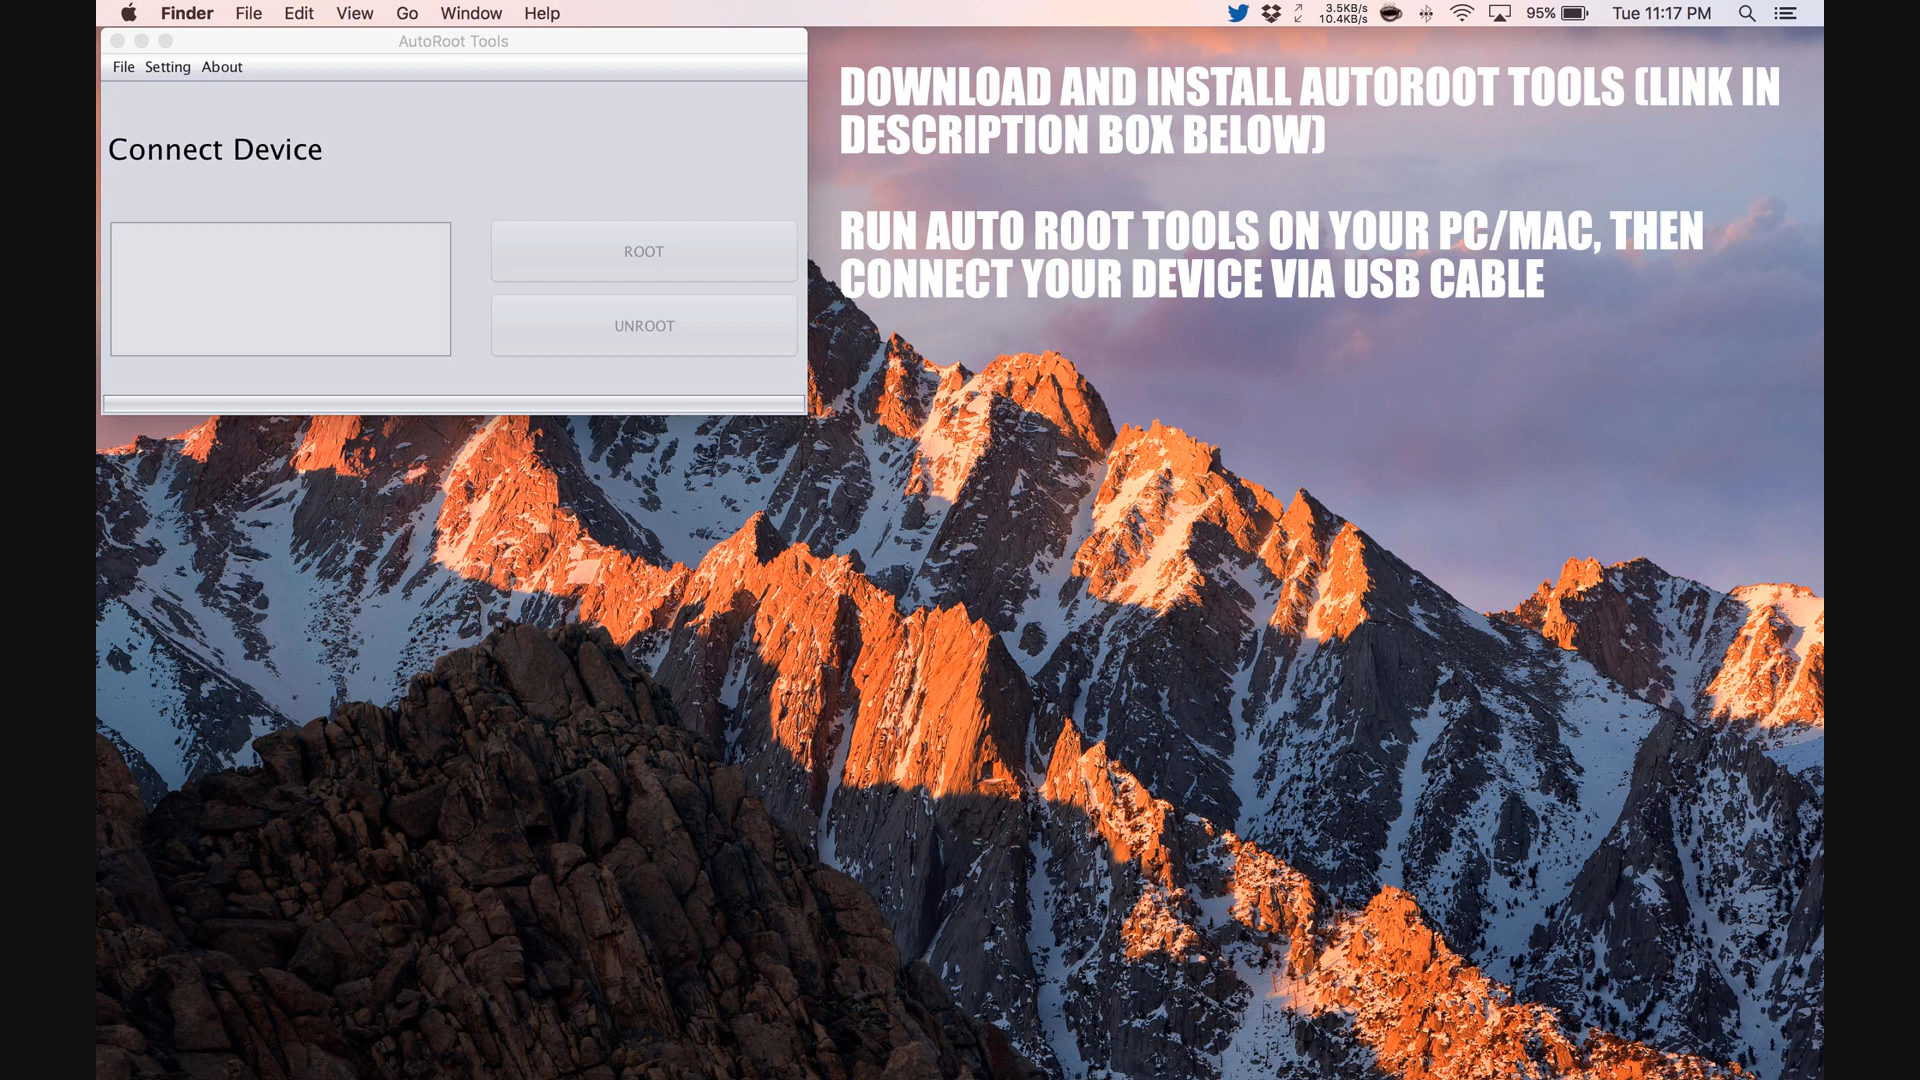 Finder File Edit View Go Window Help
3.5KB/s
10.4KB/s
95%
Tue 11:17 PM
AutoRoot Tools
File Setting About
Connect Device
ROOT
UNROOT
DOWNLOAD AND INSTALL AUTOROOT TOOLS (LINK IN
DESCRIPTION BOX BELOW)
RUN AUTO ROOT TOOLS ON YOUR PC/MAC, THEN
CONNECT YOUR DEVICE VIA USB CABLE